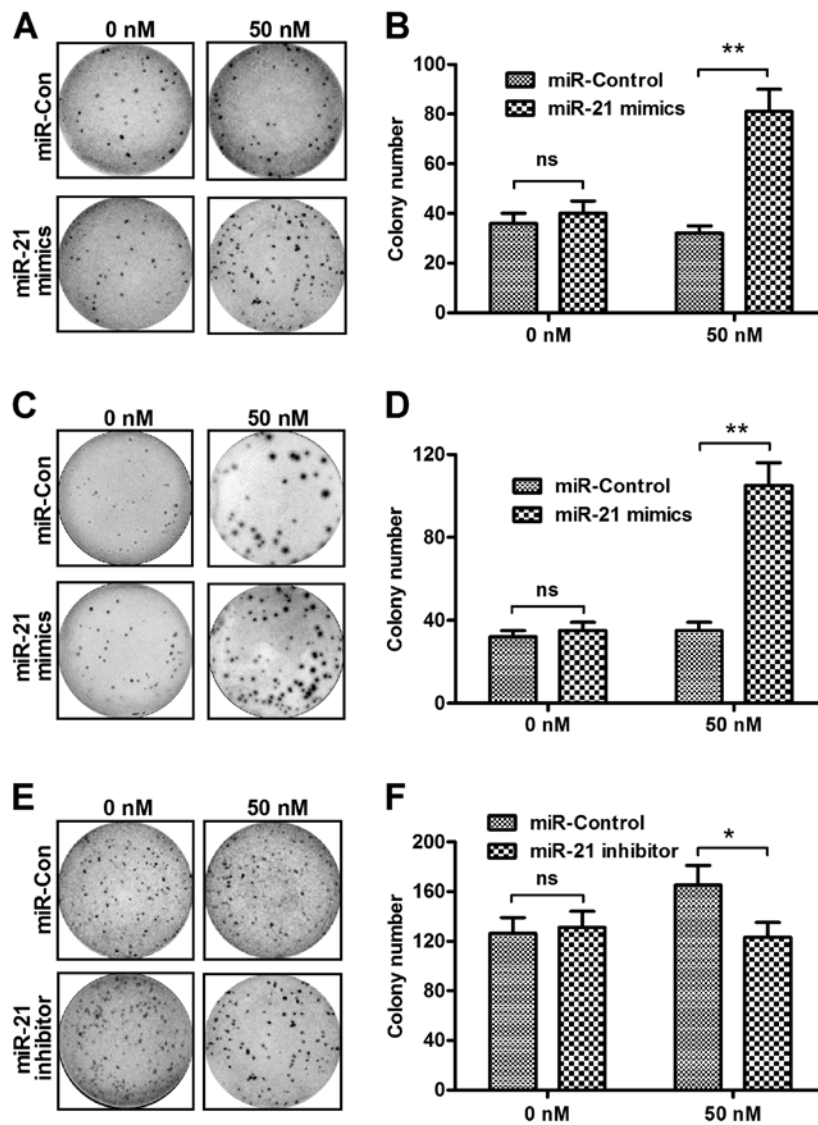 A
0 nM 50 nM
miR-Con
miR-21
mimics
B
Colony number
100
80
60
40
20
0
miR-Control
miR-21 mimics
ns
**
0 nM 50 nM
C
0 nM 50 nM
miR-Con
miR-21
mimics
D
Colony number
120
80
40
0
miR-Control
miR-21 mimics
ns
**
0 nM 50 nM
E
0 nM 50 nM
miR-Con
miR-21
inhibitor
F
Colony number
200
160
120
80
40
0
miR-Control
miR-21 inhibitor
ns
*
0 nM 50 nM